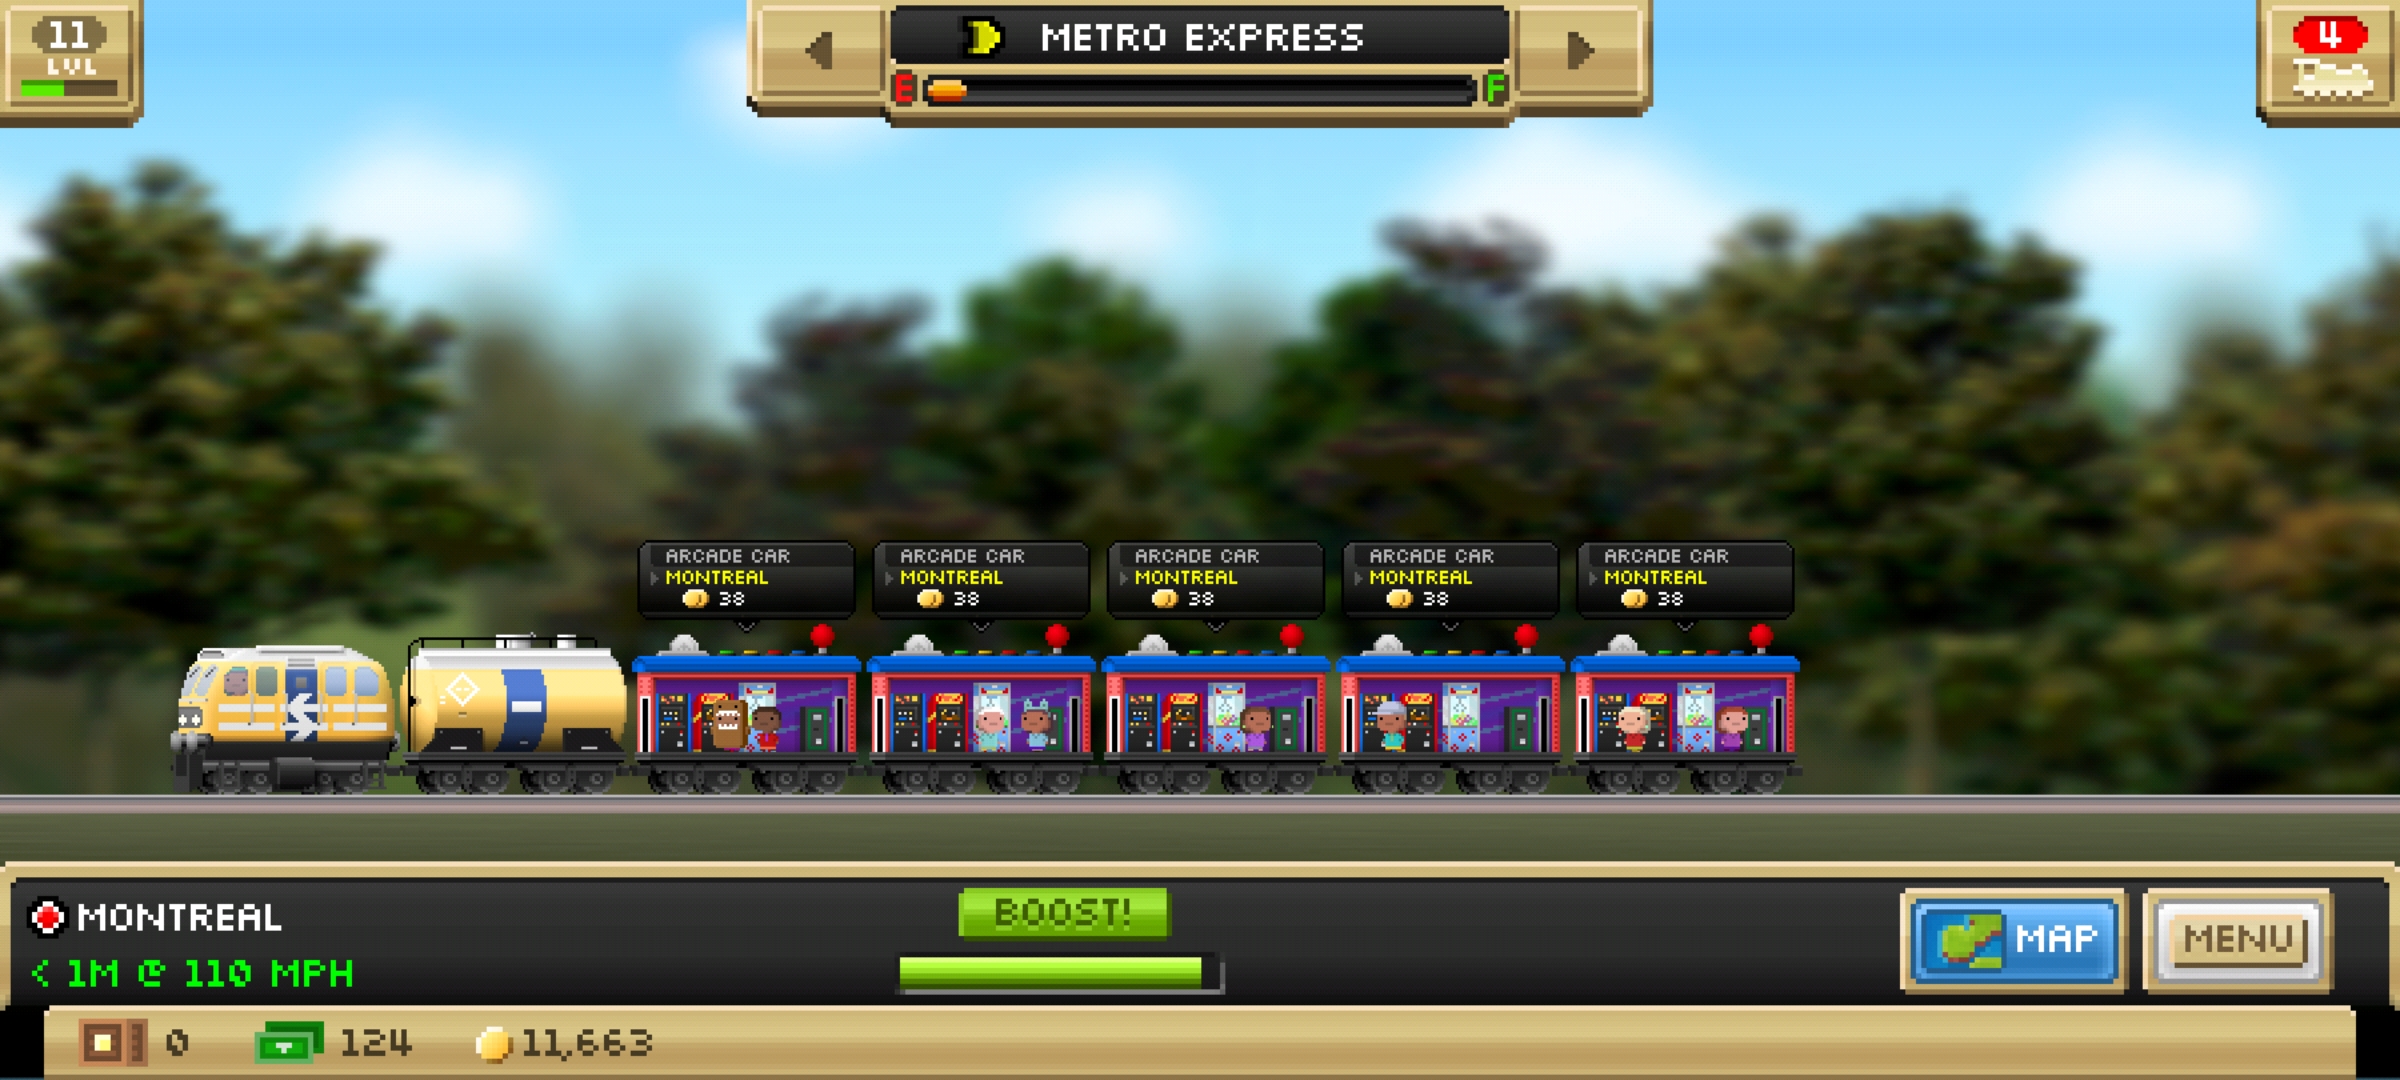 11
LVL
METRO EXPRESS
E F
4
ARCADE CAR
MONTREAL
38
ARCADE CAR
MONTREAL
38
ARCADE CAR
MONTREAL
38
ARCADE CAR
MONTREAL
38
ARCADE CAR
MONTREAL
38
MONTREAL
< 1M @ 110 MPH
BOOST!
MAP
MENU
0
124
11,663